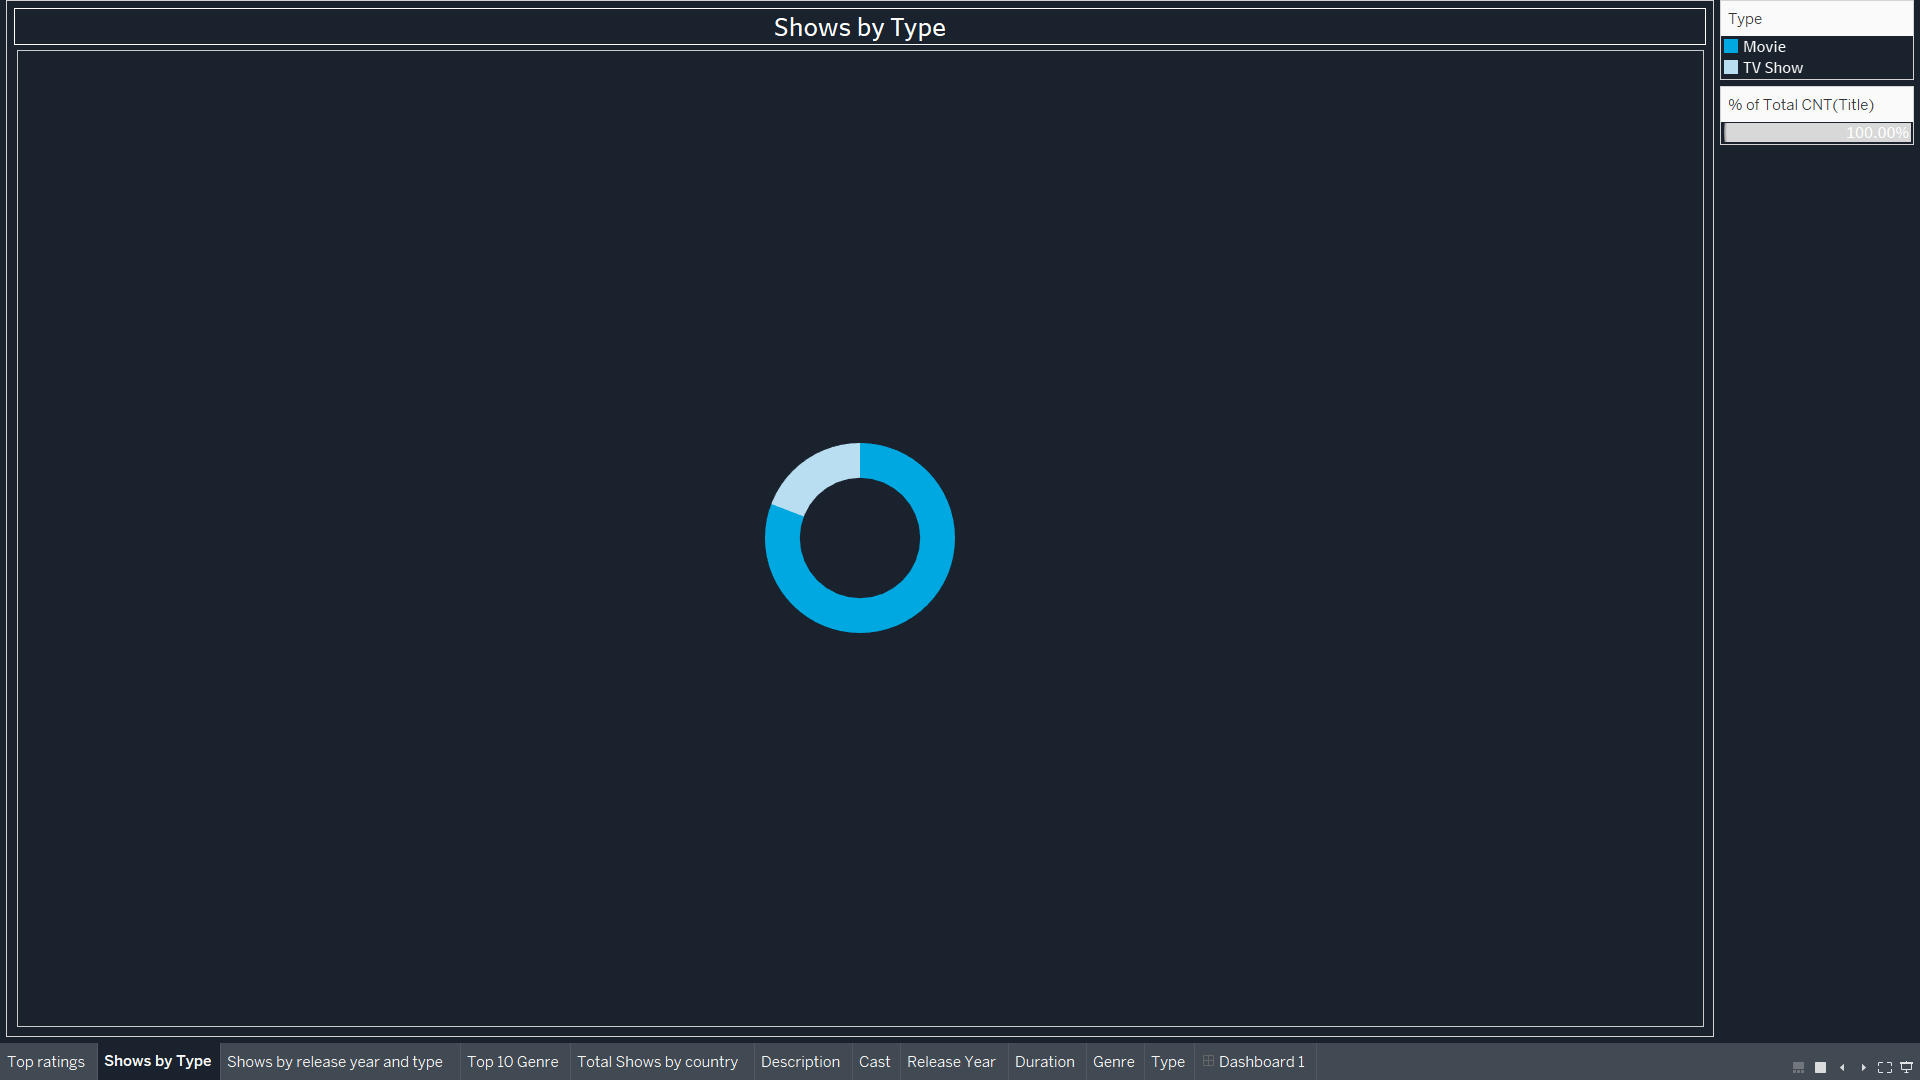 Shows by Type
Type
Movie
TV Show
% of Total CNT(Title)
100.00%
Top ratings
Shows by Type
Shows by release year and type
Top 10 Genre
Total Shows by country
Description
Cast
Release Year
Duration
Genre
Type
Dashboard 1